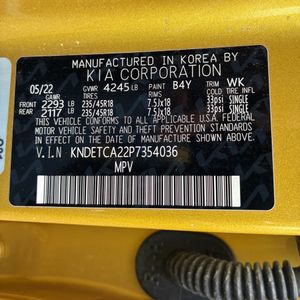 MANUFACTURED IN KOREA BY
KIA CORPORATION
05/22 GVWR 4245 LB PAINT B4Y TRIM WK
GAWR TIRE RIM COLD TIRE
FRONT 2293 LB 235/45R18 7.5JX18 33psi SINGLE
REAR 2117 LB 235/45R18 7.5JX18 33psi SINGLE
THIS VEHICLE CONFORMS TO ALL APPLICABLE
U.S. FEDERAL MOTOR VEHICLE SAFETY, BUMPER,
AND THEFT PREVENTION STANDARDS IN EFFECT
ON THE DATE OF MANUFACTURE SHOWN ABOVE.
V.I.N KNDETCA22P7354036
MPV